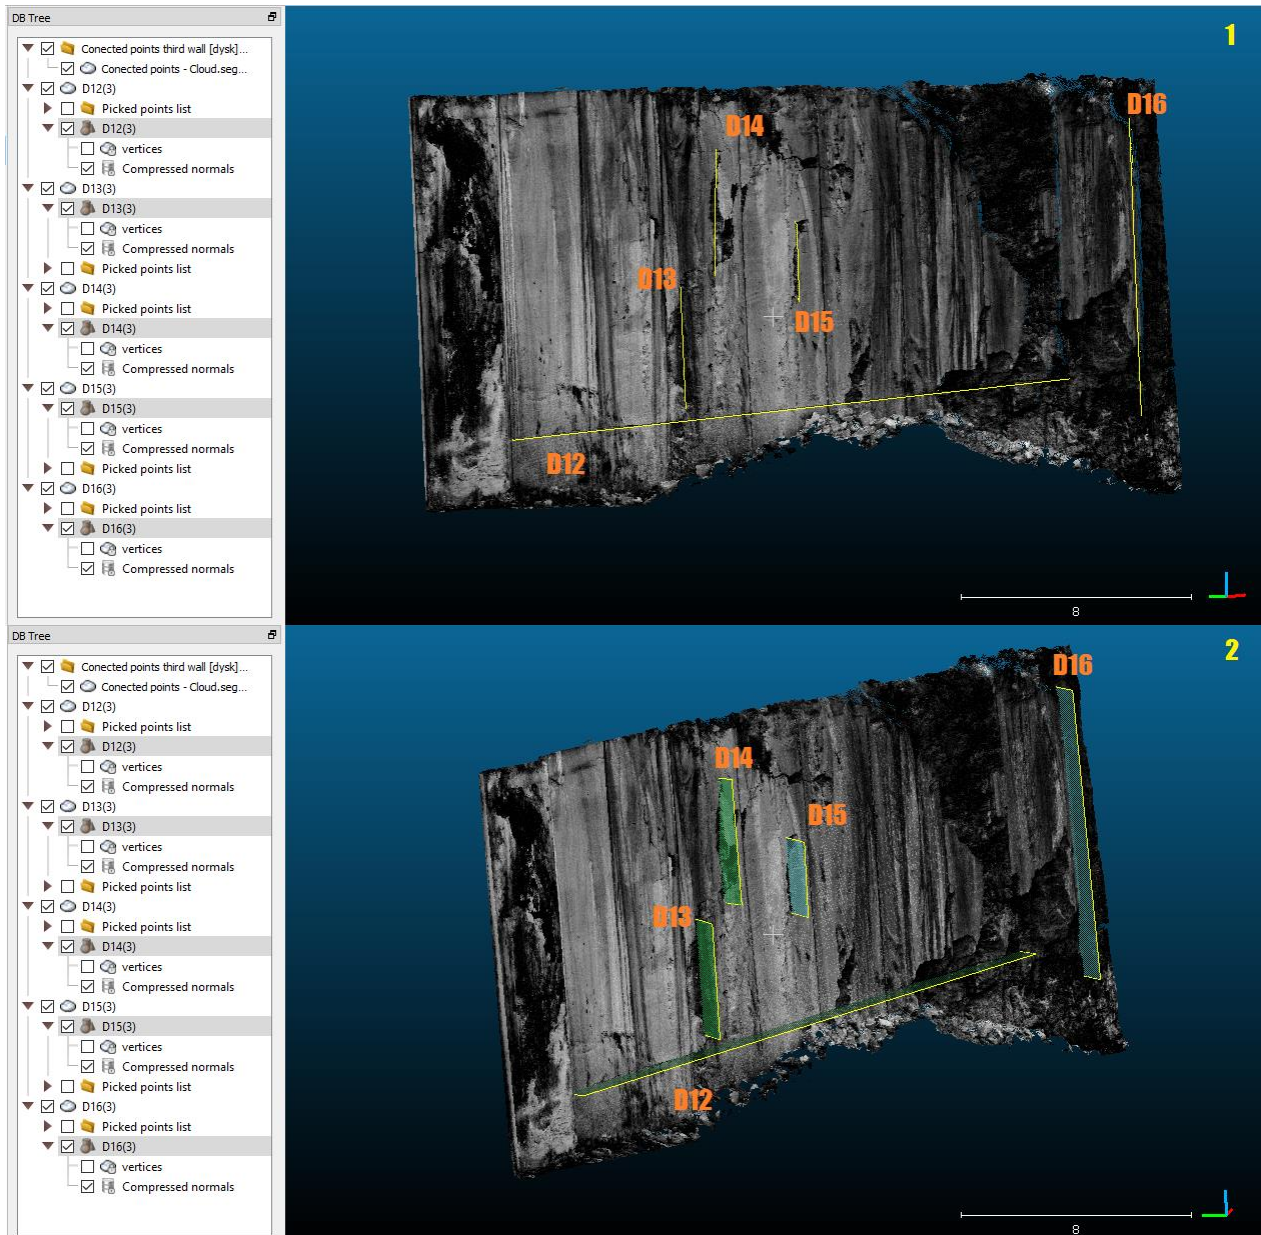 DB Tree
Conected points third wall [dysk]...
Conected points - Cloud.seg...
D12(3)
Picked points list
D12(3)
vertices
Compressed normals
D13(3)
D13(3)
vertices
Compressed normals
Picked points list
D14(3)
Picked points list
D14(3)
vertices
Compressed normals
D15(3)
D15(3)
vertices
Compressed normals
Picked points list
D16(3)
Picked points list
D16(3)
vertices
Compressed normals
1
D16
D14
D13
D15
D12
8
DB Tree
Conected points third wall [dysk]...
Conected points - Cloud.seg...
D12(3)
Picked points list
D12(3)
vertices
Compressed normals
D13(3)
D13(3)
vertices
Compressed normals
Picked points list
D14(3)
Picked points list
D14(3)
vertices
Compressed normals
D15(3)
D15(3)
vertices
Compressed normals
Picked points list
D16(3)
Picked points list
D16(3)
vertices
Compressed normals
2
D16
D14
D15
D13
D12
8